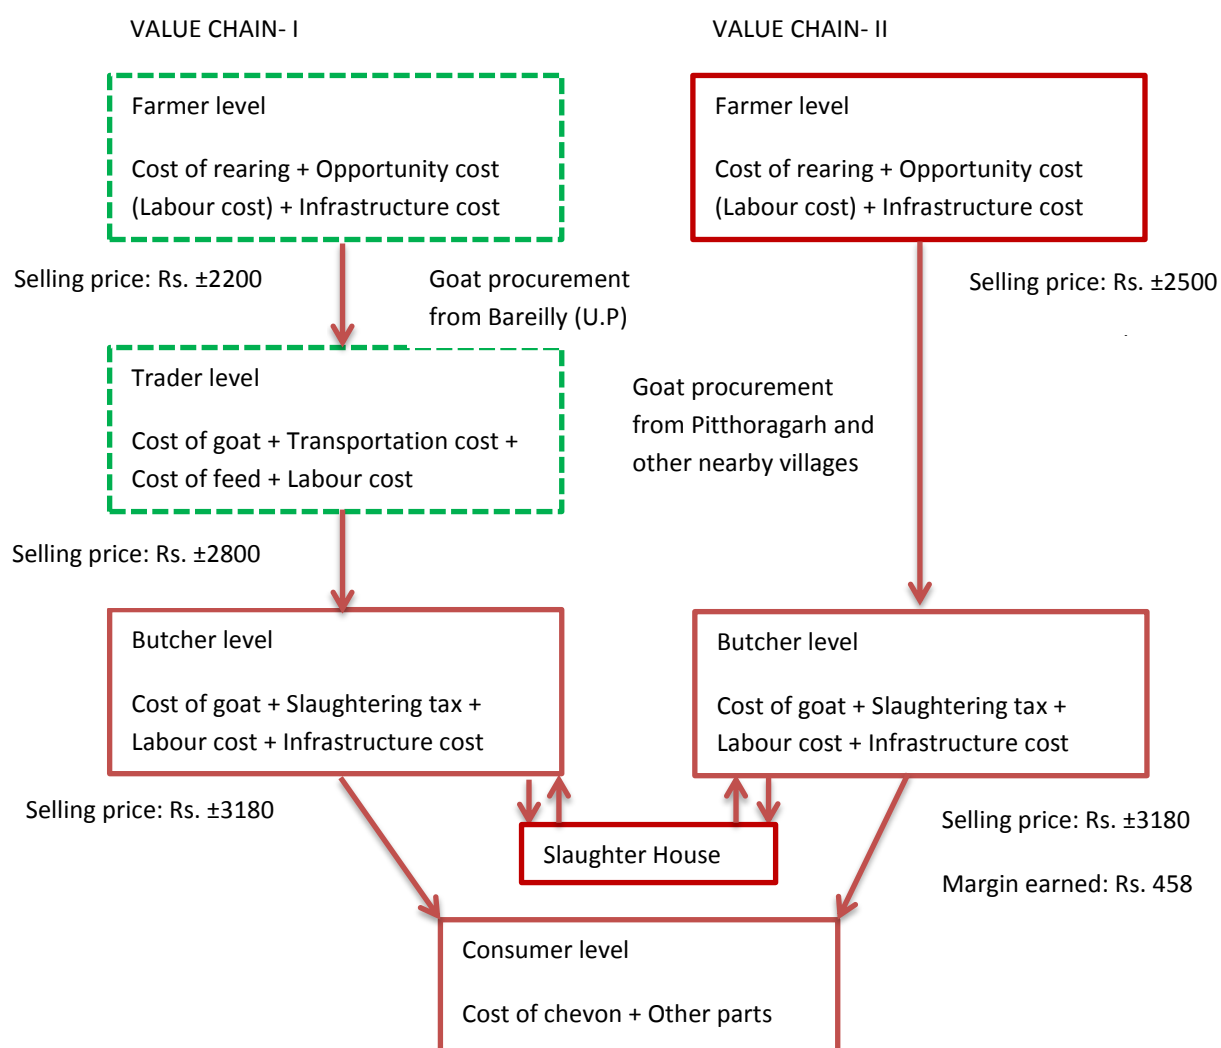 VALUE CHAIN- I
VALUE CHAIN- II
Farmer level
Cost of rearing + Opportunity cost
(Labour cost) + Infrastructure cost
Farmer level
Cost of rearing + Opportunity cost
(Labour cost) + Infrastructure cost
Selling price: Rs. ±2200
Goat procurement
from Bareilly (U.P)
Selling price: Rs. ±2500
Trader level
Cost of goat + Transportation cost +
Cost of feed + Labour cost
Goat procurement
from Pitthoragarh and
other nearby villages
Selling price: Rs. ±2800
Butcher level
Cost of goat + Slaughtering tax +
Labour cost + Infrastructure cost
Butcher level
Cost of goat + Slaughtering tax +
Labour cost + Infrastructure cost
Selling price: Rs. ±3180
Slaughter House
Selling price: Rs. ±3180
Margin earned: Rs. 458
Consumer level
Cost of chevon + Other parts